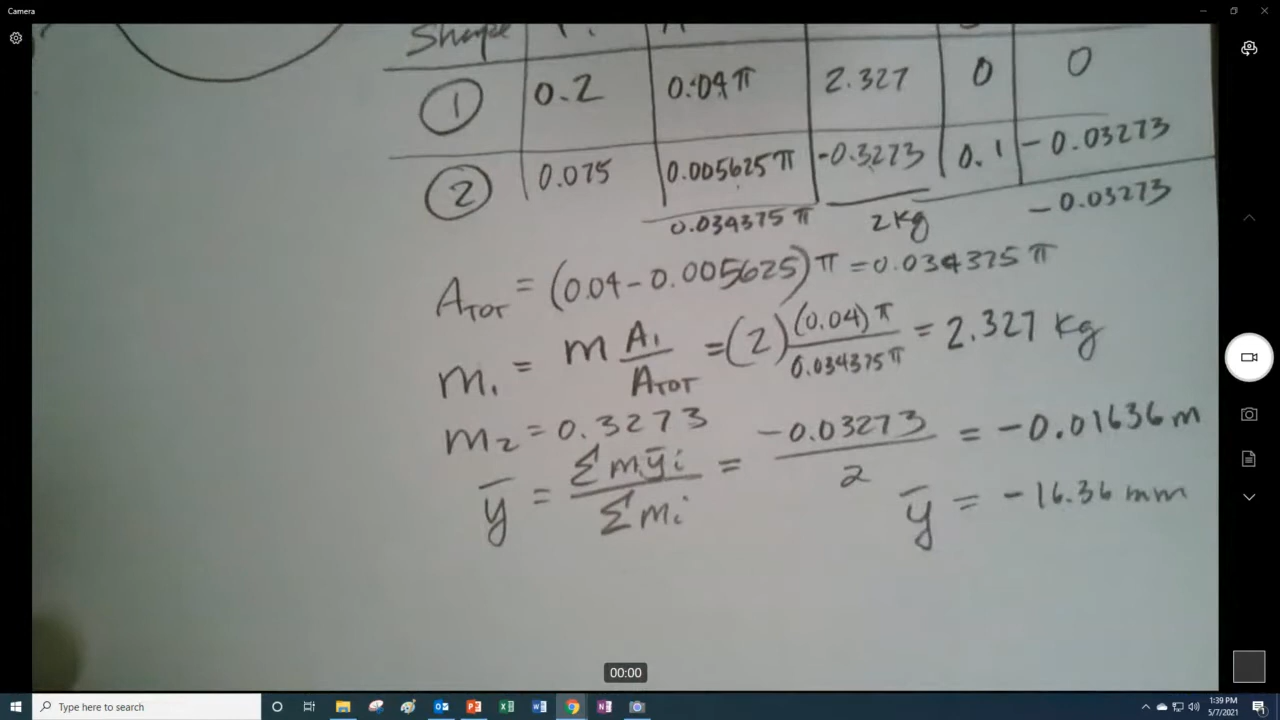 Camera
Shape
① 0.2 0.04π 2.327 0 0
② 0.075 0.005625π -0.3273 0.1 -0.03273
0.034375π 2 kg -0.03273
A_TOT = (0.04 - 0.005625)π = 0.034375π
m₁ = m A₁/A_TOT = (2) (0.04)π/0.034375π = 2.327 kg
m₂ = 0.3273
ȳ = Σmᵢȳᵢ/Σmᵢ = -0.03273/2 = -0.01636 m
ȳ = -16.36 mm
00:00
Type here to search
1:39 PM
5/7/2021